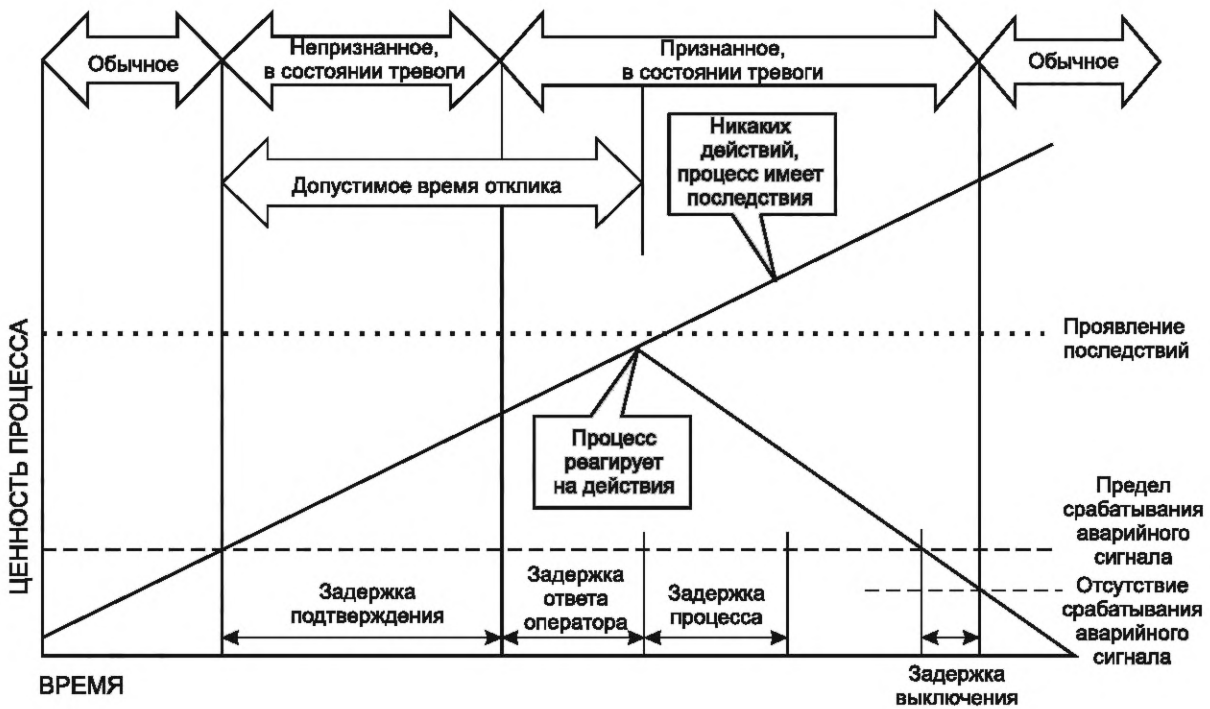 Обычное
Непризнанное,
в состоянии тревоги
Признанное,
в состоянии тревоги
Обычное
Допустимое время отклика
Никаких
действий,
процесс имеет
последствия
ЦЕННОСТЬ ПРОЦЕССА
Проявление
последствий
Процесс
реагирует
на действия
Предел
срабатывания
аварийного
сигнала
Задержка
подтверждения
Задержка
ответа
оператора
Задержка
процесса
Отсутствие
срабатывания
аварийного
сигнала
ВРЕМЯ
Задержка
выключения